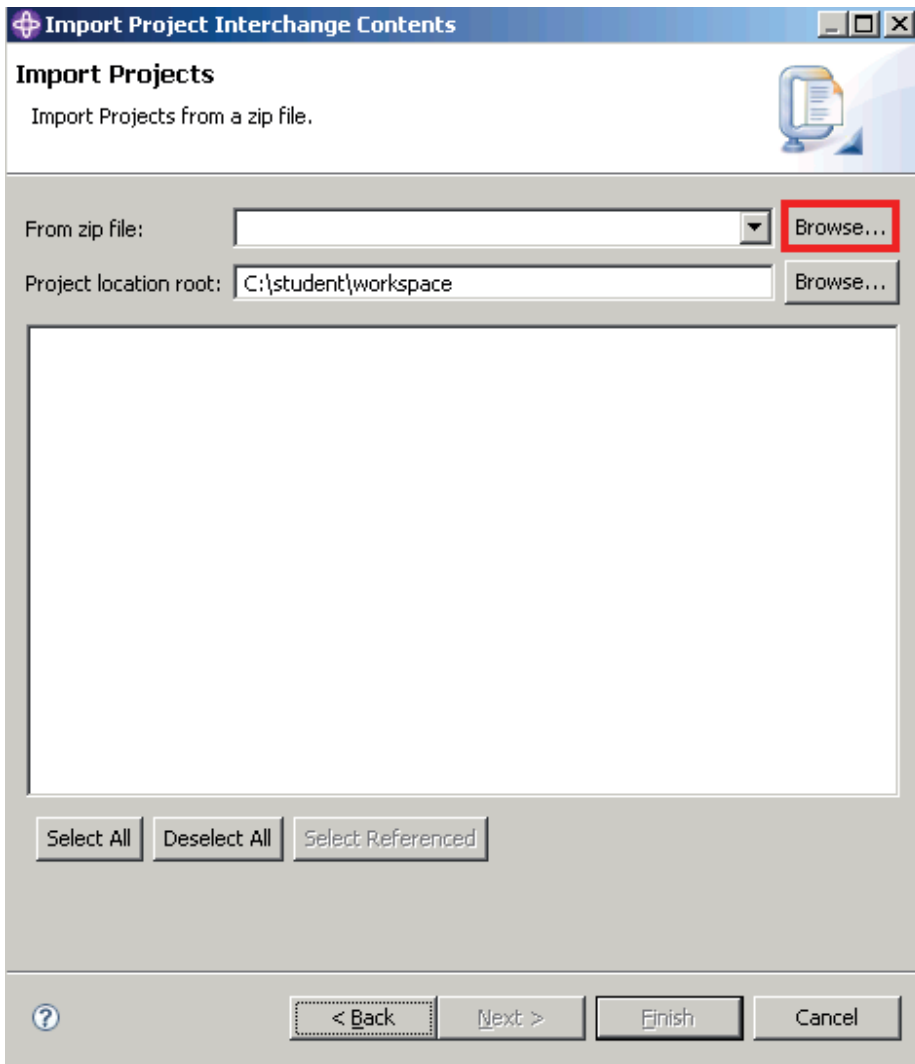 Import Project Interchange Contents
Import Projects
Import Projects from a zip file.
From zip file: Browse...
Project location root: C:\student\workspace Browse...
Select All Deselect All Select Referenced
? < Back Next > Finish Cancel